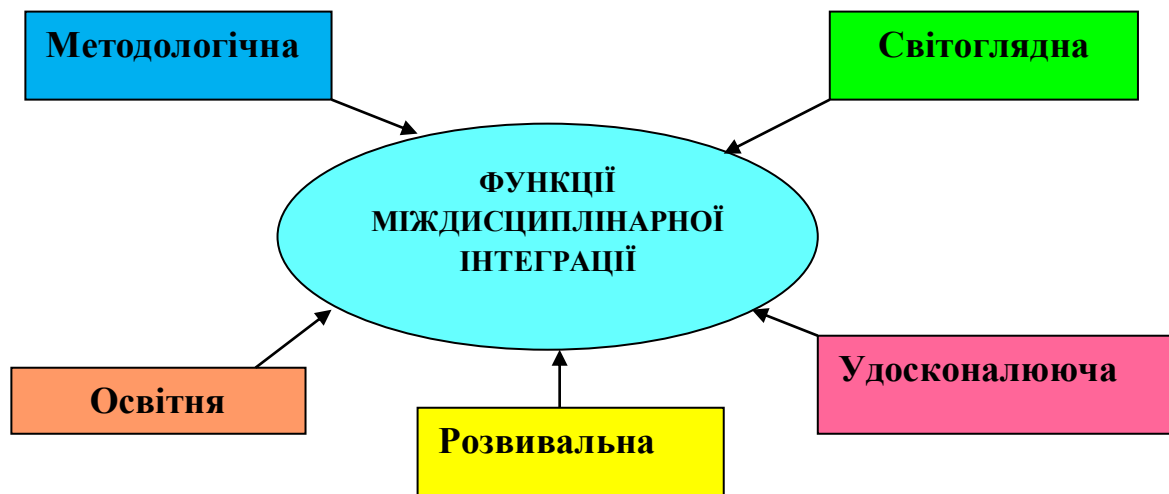 Методологічна
Світоглядна
ФУНКЦІЇ
МІЖДИСЦИПЛІНАРНОЇ
ІНТЕГРАЦІЇ
Освітня
Розвивальна
Удосконалююча